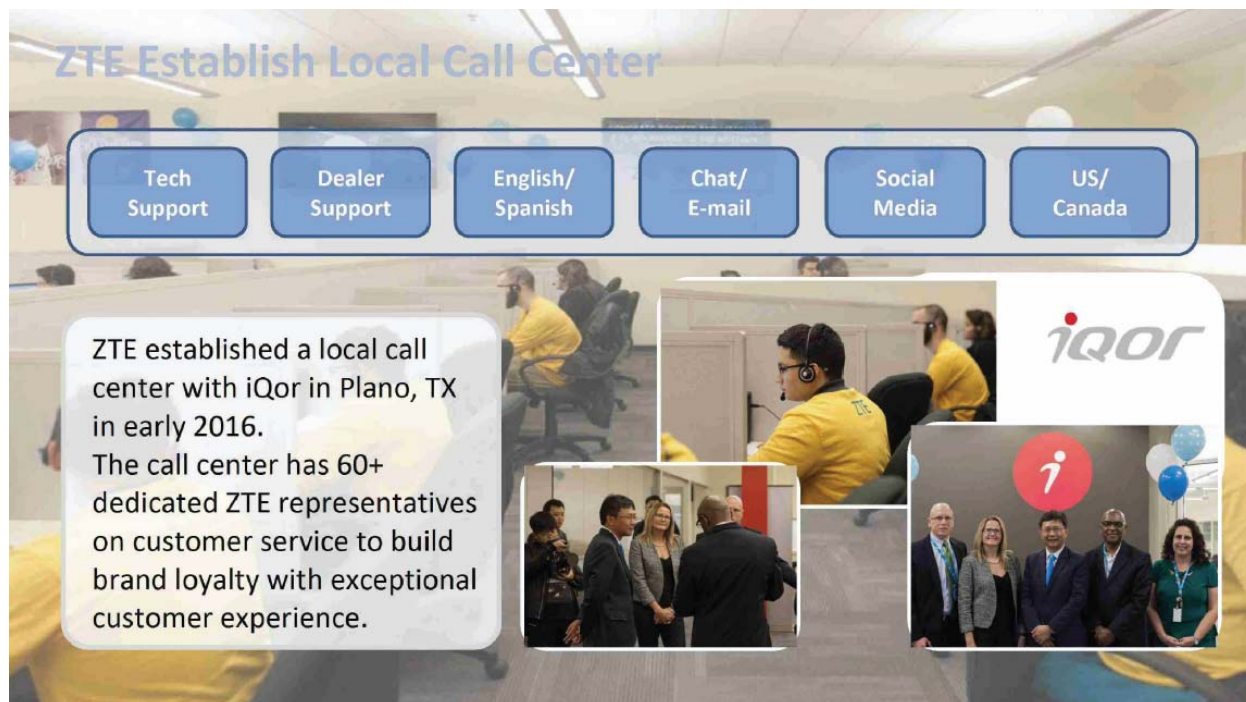 ZTE Establish Local Call Center
Tech
Support
Dealer
Support
English/
Spanish
Chat/
E-mail
Social
Media
US/
Canada
ZTE established a local call
center with iQor in Plano, TX
in early 2016.
The call center has 60+
dedicated ZTE representatives
on customer service to build
brand loyalty with exceptional
customer experience.
iQor
ZTE
i